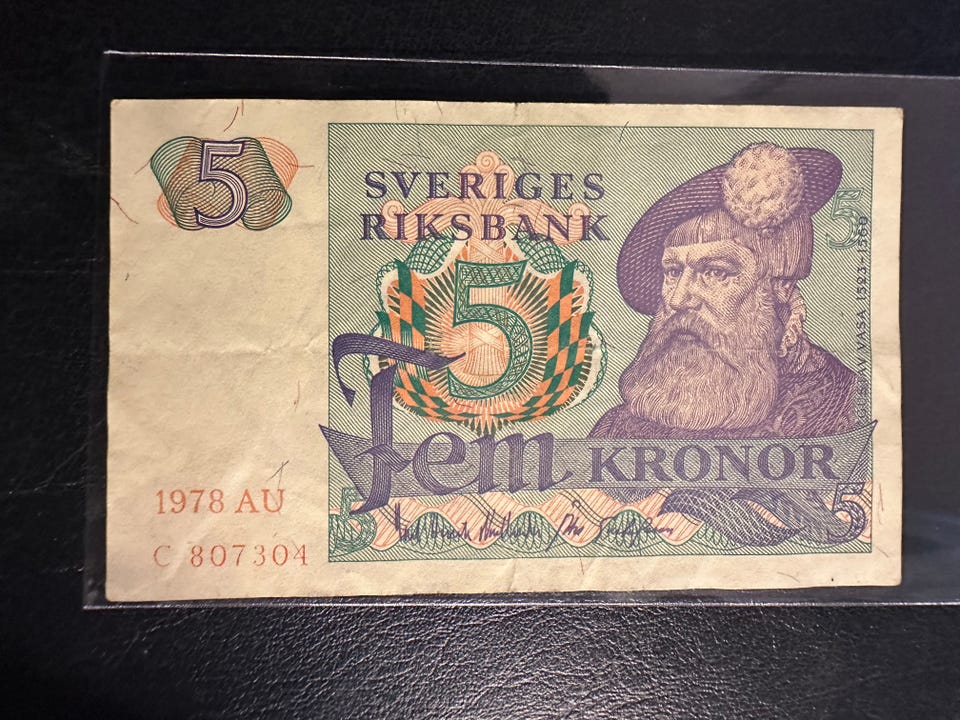 5
SVERIGES
RIKSBANK
5
5
GUSTAV VASA 1523-1560
Fem KRONOR
1978 AU
C 807304
5
5